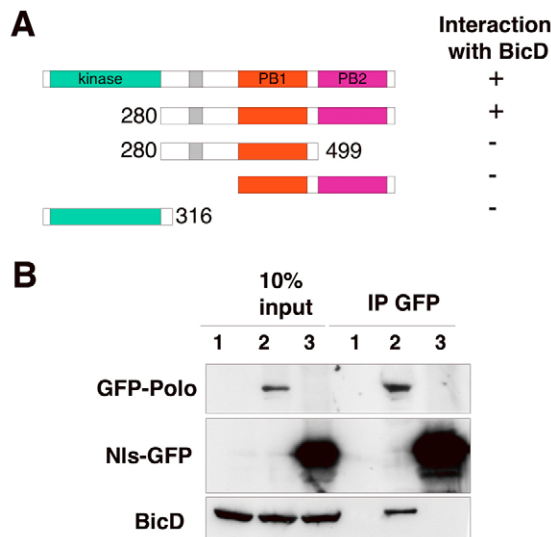 A
Interaction
with BicD
kinase PB1 PB2 +
280 +
280 499 -
-
316 -
B
10%
input IP GFP
1 2 3 1 2 3
GFP-Polo
Nls-GFP
BicD